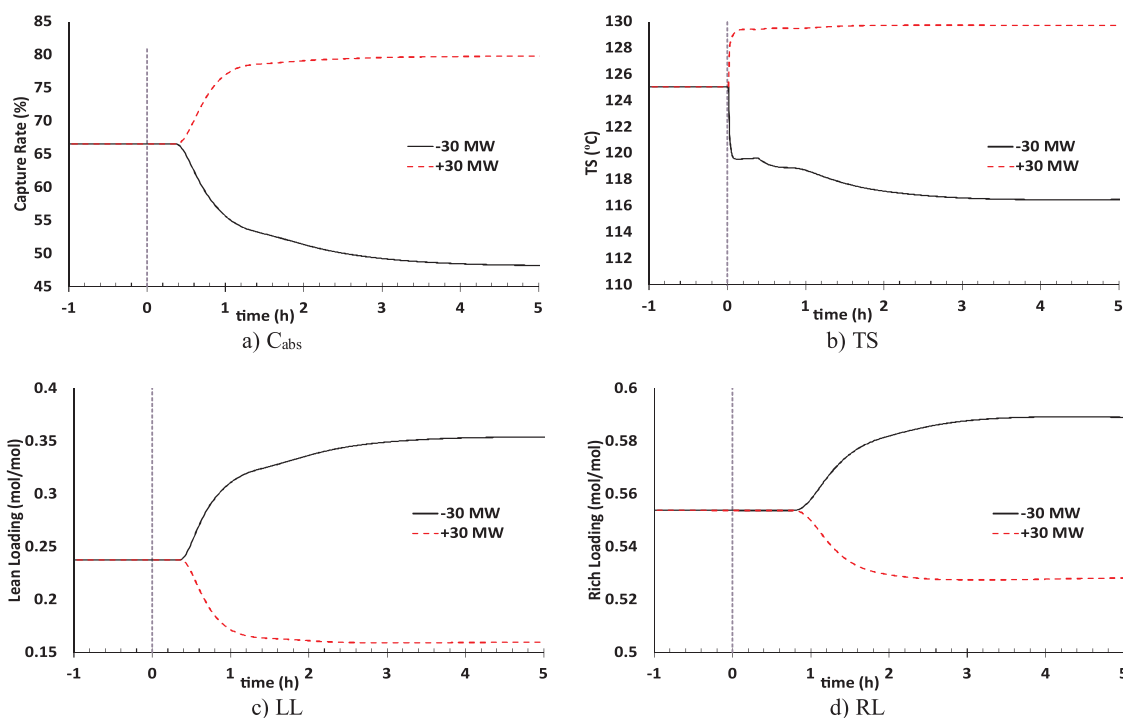 85
80
75
70
65
60
55
50
45
Capture Rate (%)
-30 MW
+30 MW
-1 0 1 2 3 4 5
time (h)
a) Cabs
130
128
126
124
122
120
118
116
114
112
110
TS (°C)
-30 MW
+30 MW
-1 0 1 2 3 4 5
time (h)
b) TS
0.4
0.35
0.3
0.25
0.2
0.15
Lean Loading (mol/mol)
-30 MW
+30 MW
-1 0 1 2 3 4 5
time (h)
c) LL
0.6
0.58
0.56
0.54
0.52
0.5
Rich Loading (mol/mol)
-30 MW
+30 MW
-1 0 1 2 3 4 5
time (h)
d) RL